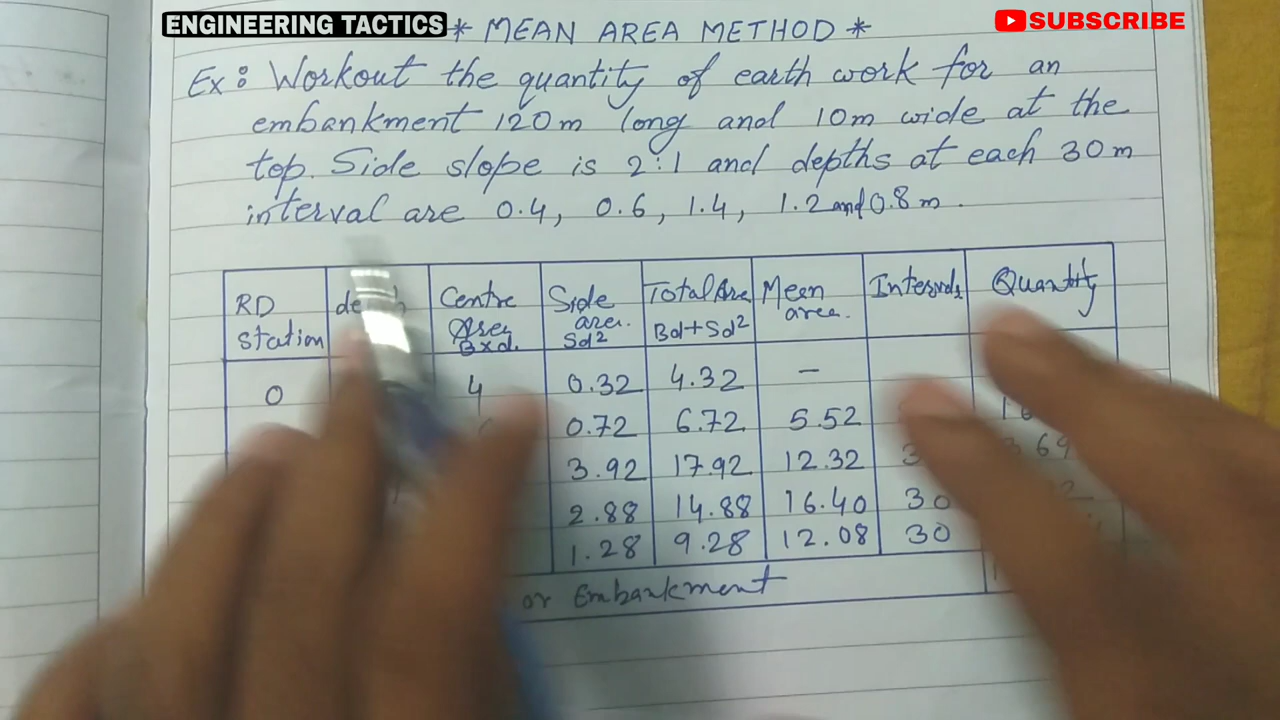 ENGINEERING TACTICS * MEAN AREA METHOD * SUBSCRIBE
Ex: Workout the quantity of earth work for an
embankment 120m long and 10m wide at the
top. Side slope is 2:1 and depths at each 30m
interval are 0.4, 0.6, 1.4, 1.2 and 0.8m.
RD Station Centre Area Bxd. Side area. Sd² Total Are Bd+Sd² Mean area. Quantity
0 4 0.32 4.32 –
0.72 6.72 5.52
3.92 17.92 12.32
2.88 14.88 16.40 30
1.28 9.28 12.08 30
or Embankment